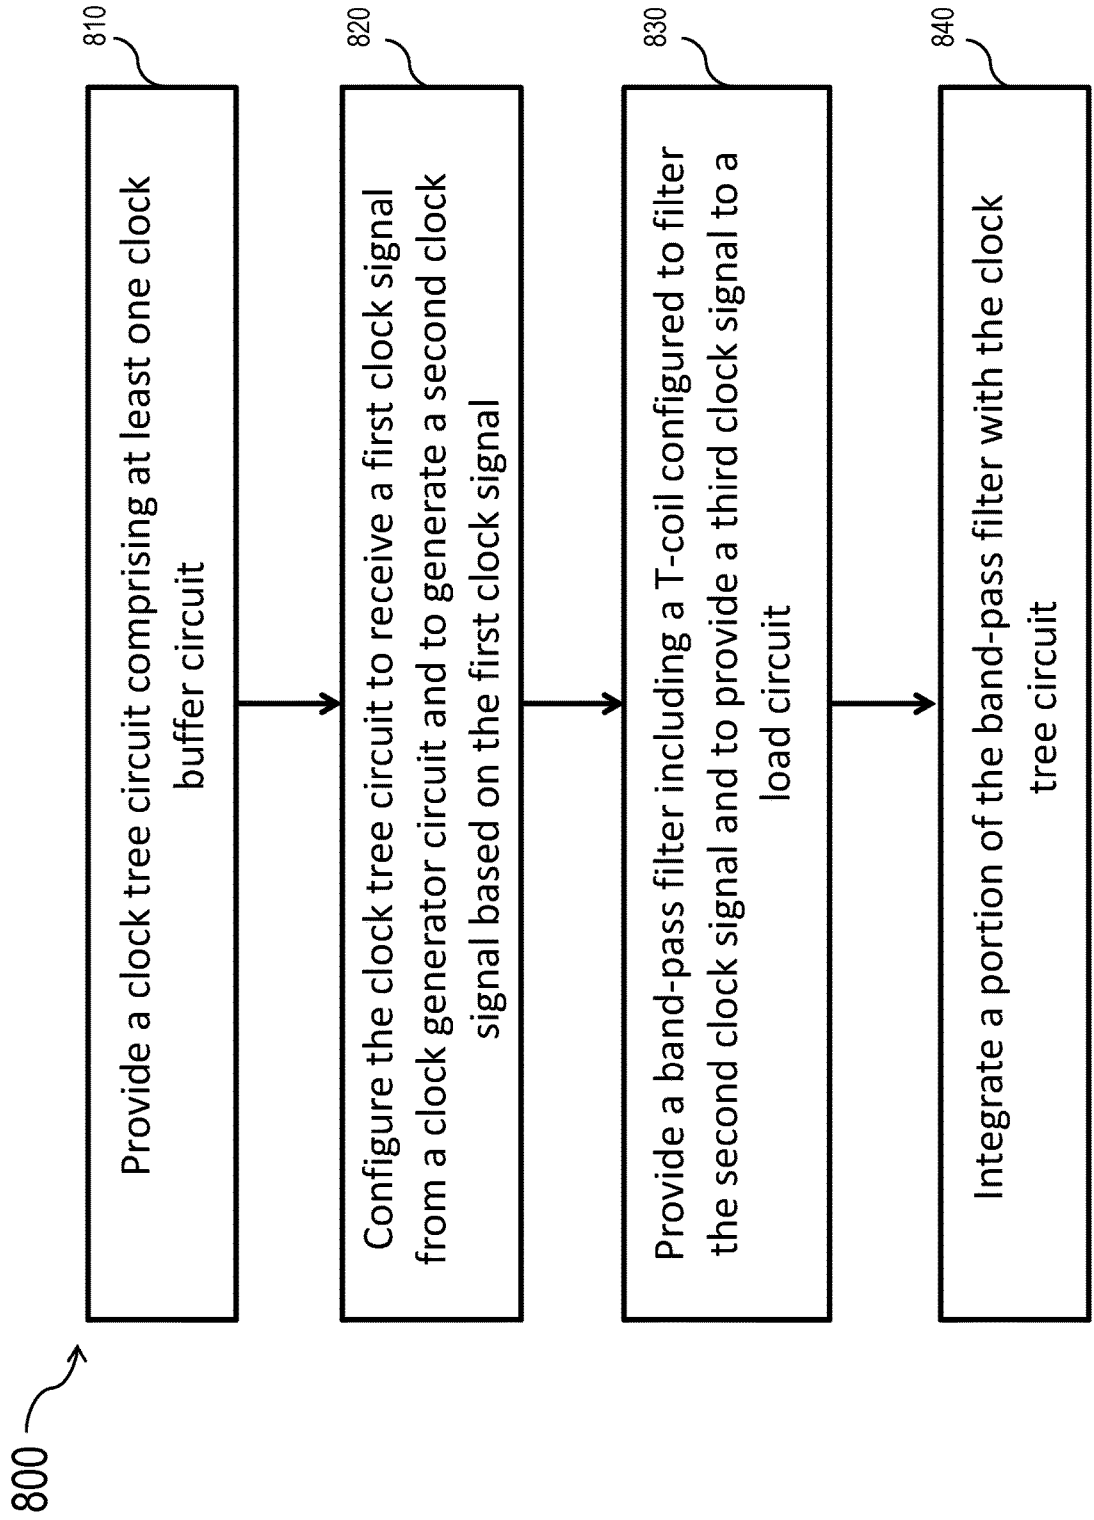 800
810
Provide a clock tree circuit comprising at least one clock
buffer circuit
820
Configure the clock tree circuit to receive a first clock signal
from a clock generator circuit and to generate a second clock
signal based on the first clock signal
830
Provide a band-pass filter including a T-coil configured to filter
the second clock signal and to provide a third clock signal to a
load circuit
840
Integrate a portion of the band-pass filter with the clock
tree circuit